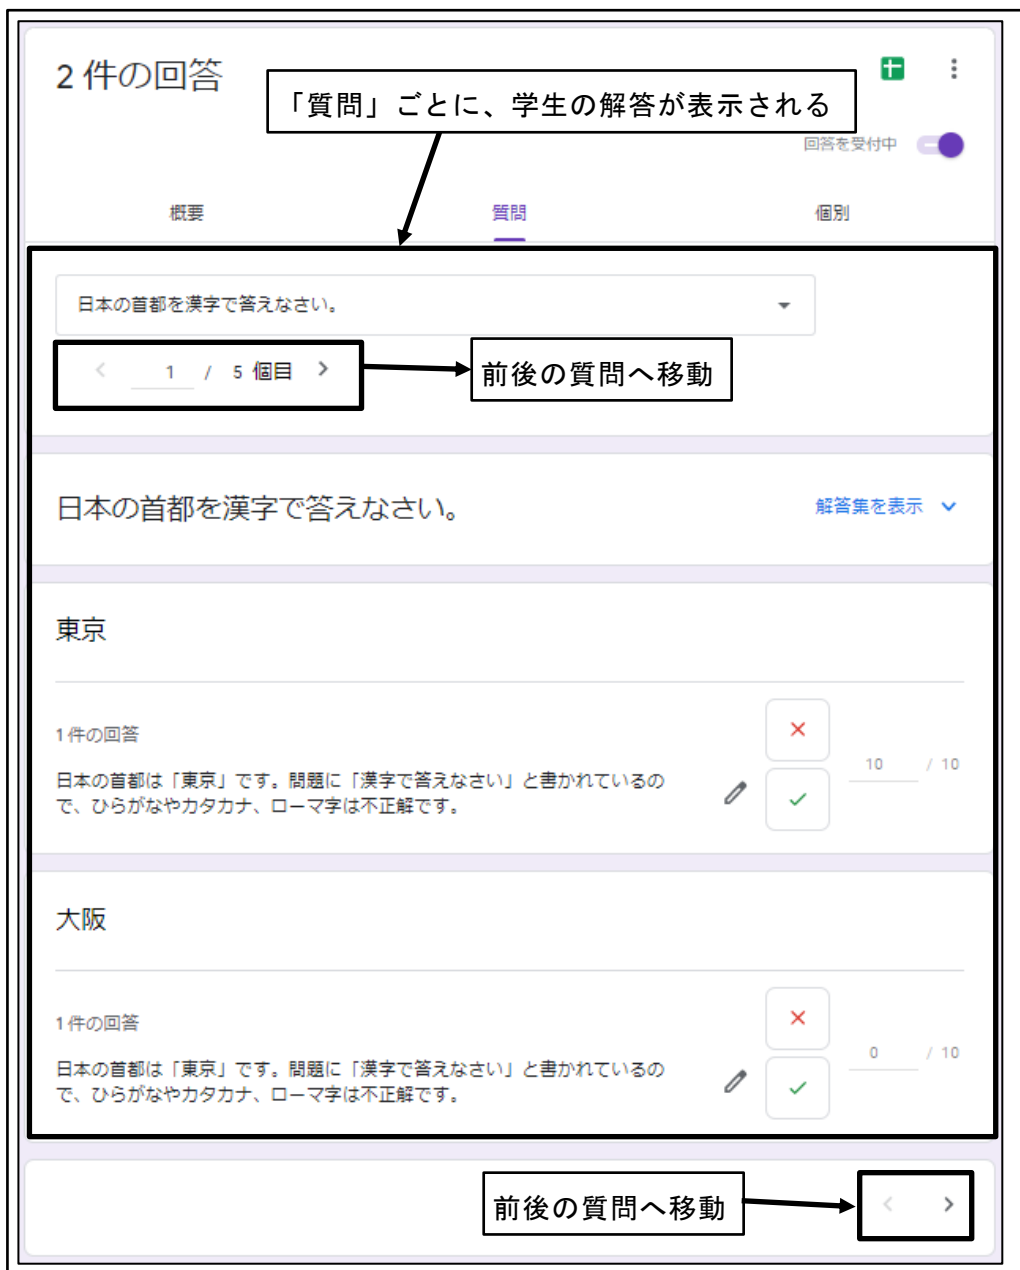 2 件の回答
「質問」ごとに、学生の解答が表示される
回答を受付中
概要 質問 個別
日本の首都を漢字で答えなさい。
1 / 5 個目
前後の質問へ移動
日本の首都を漢字で答えなさい。 解答集を表示
東京
1 件の回答
日本の首都は「東京」です。問題に「漢字で答えなさい」と書かれているの
で、ひらがなやカタカナ、ローマ字は不正解です。
10 / 10
大阪
1 件の回答
日本の首都は「東京」です。問題に「漢字で答えなさい」と書かれているの
で、ひらがなやカタカナ、ローマ字は不正解です。
0 / 10
前後の質問へ移動